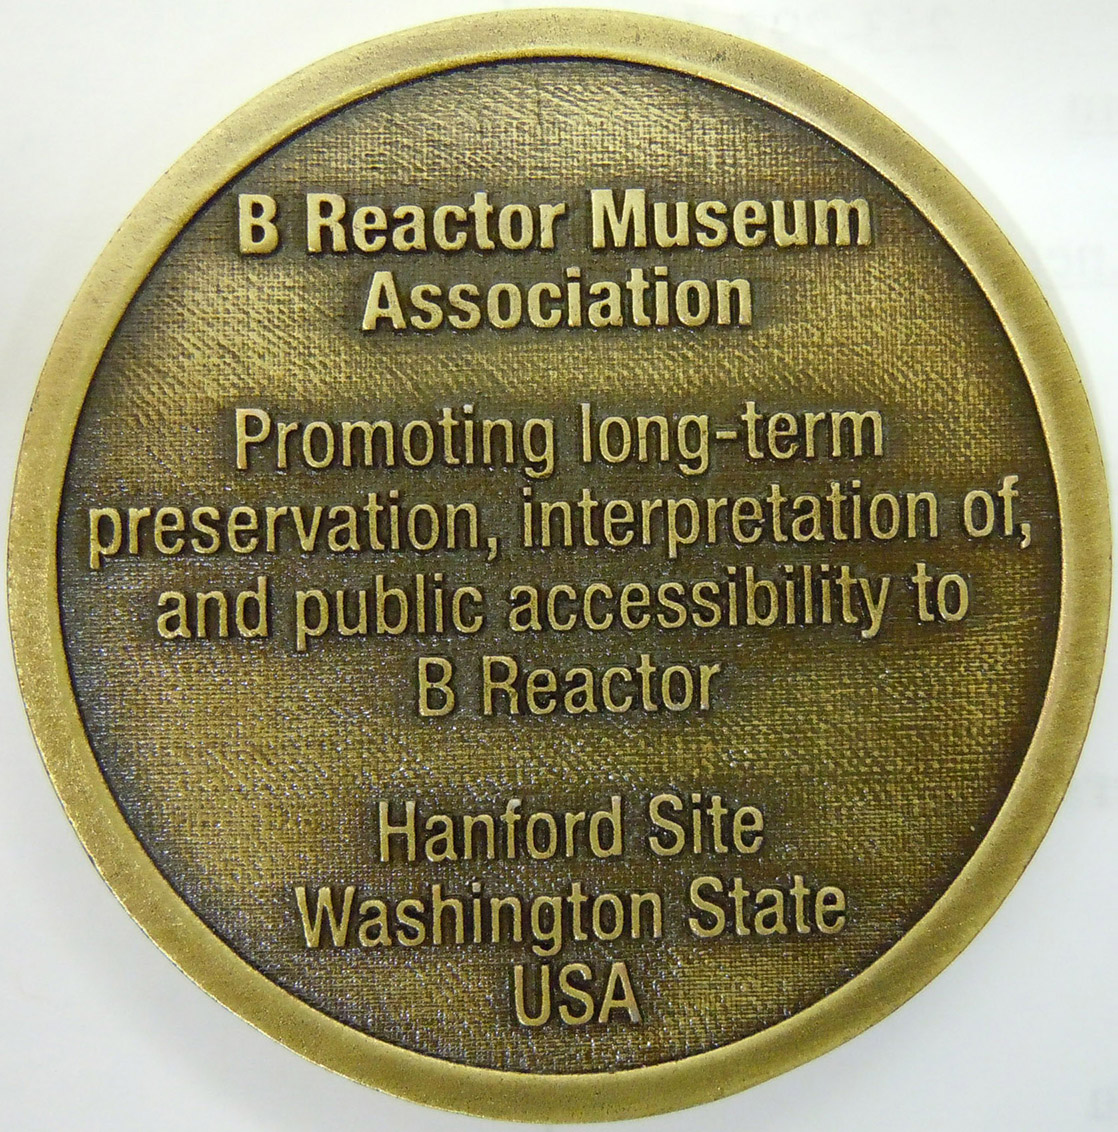 B Reactor Museum
Association
Promoting long-term
preservation, interpretation of,
and public accessibility to
B Reactor
Hanford Site
Washington State
USA